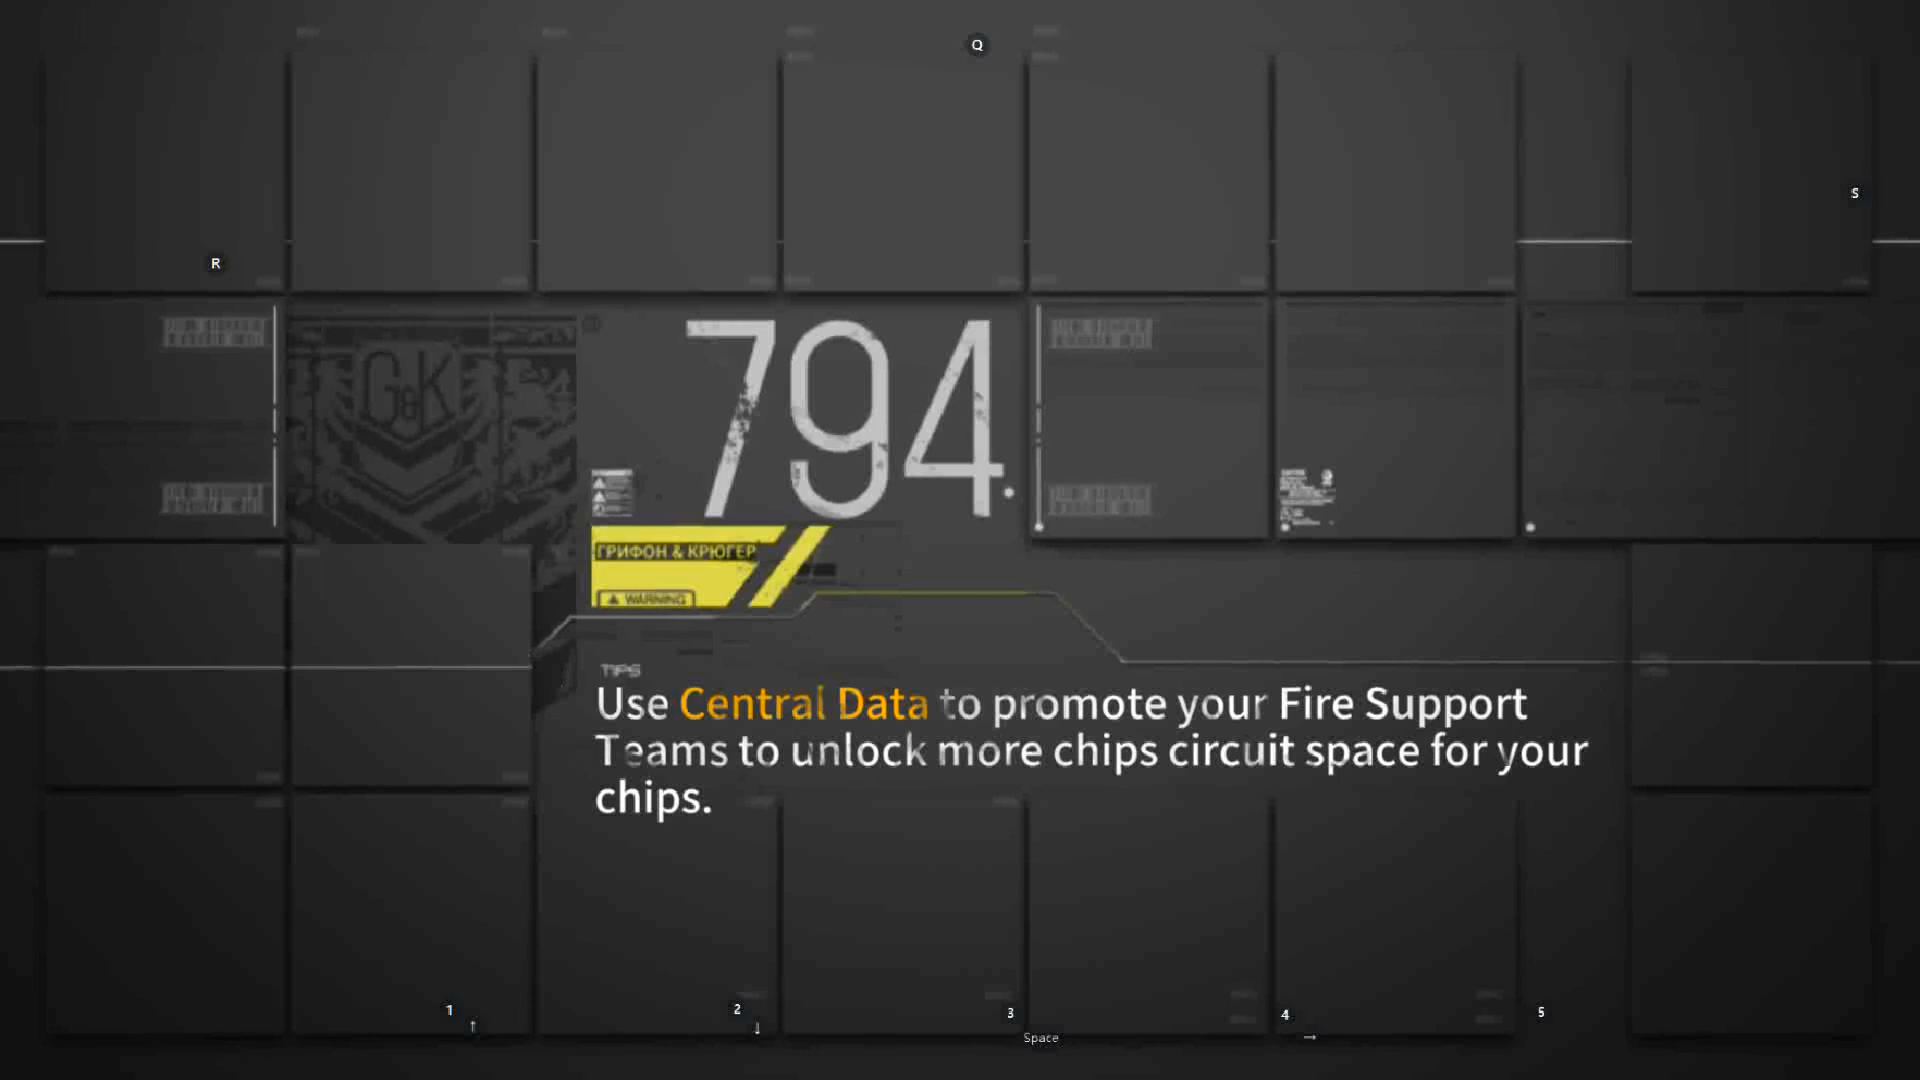 Q
S
R
G&K
794.
ГРИФОН & КРЮГЕР
WARNING
TIPS
Use Central Data to promote your Fire Support
Teams to unlock more chips circuit space for your
chips.
1
2
3
4
5
↑
↓
Space
→